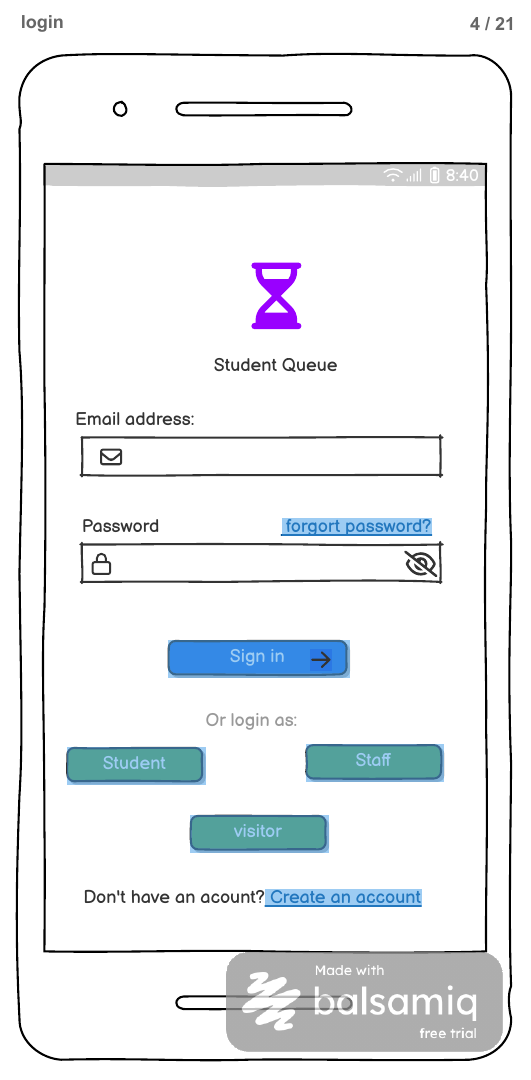 login
4 / 21
8:40
Student Queue
Email address:
Password
forgort password?
Sign in
Or login as:
Student
Staff
visitor
Don't have an acount? Create an account
Made with
balsamiq
free trial